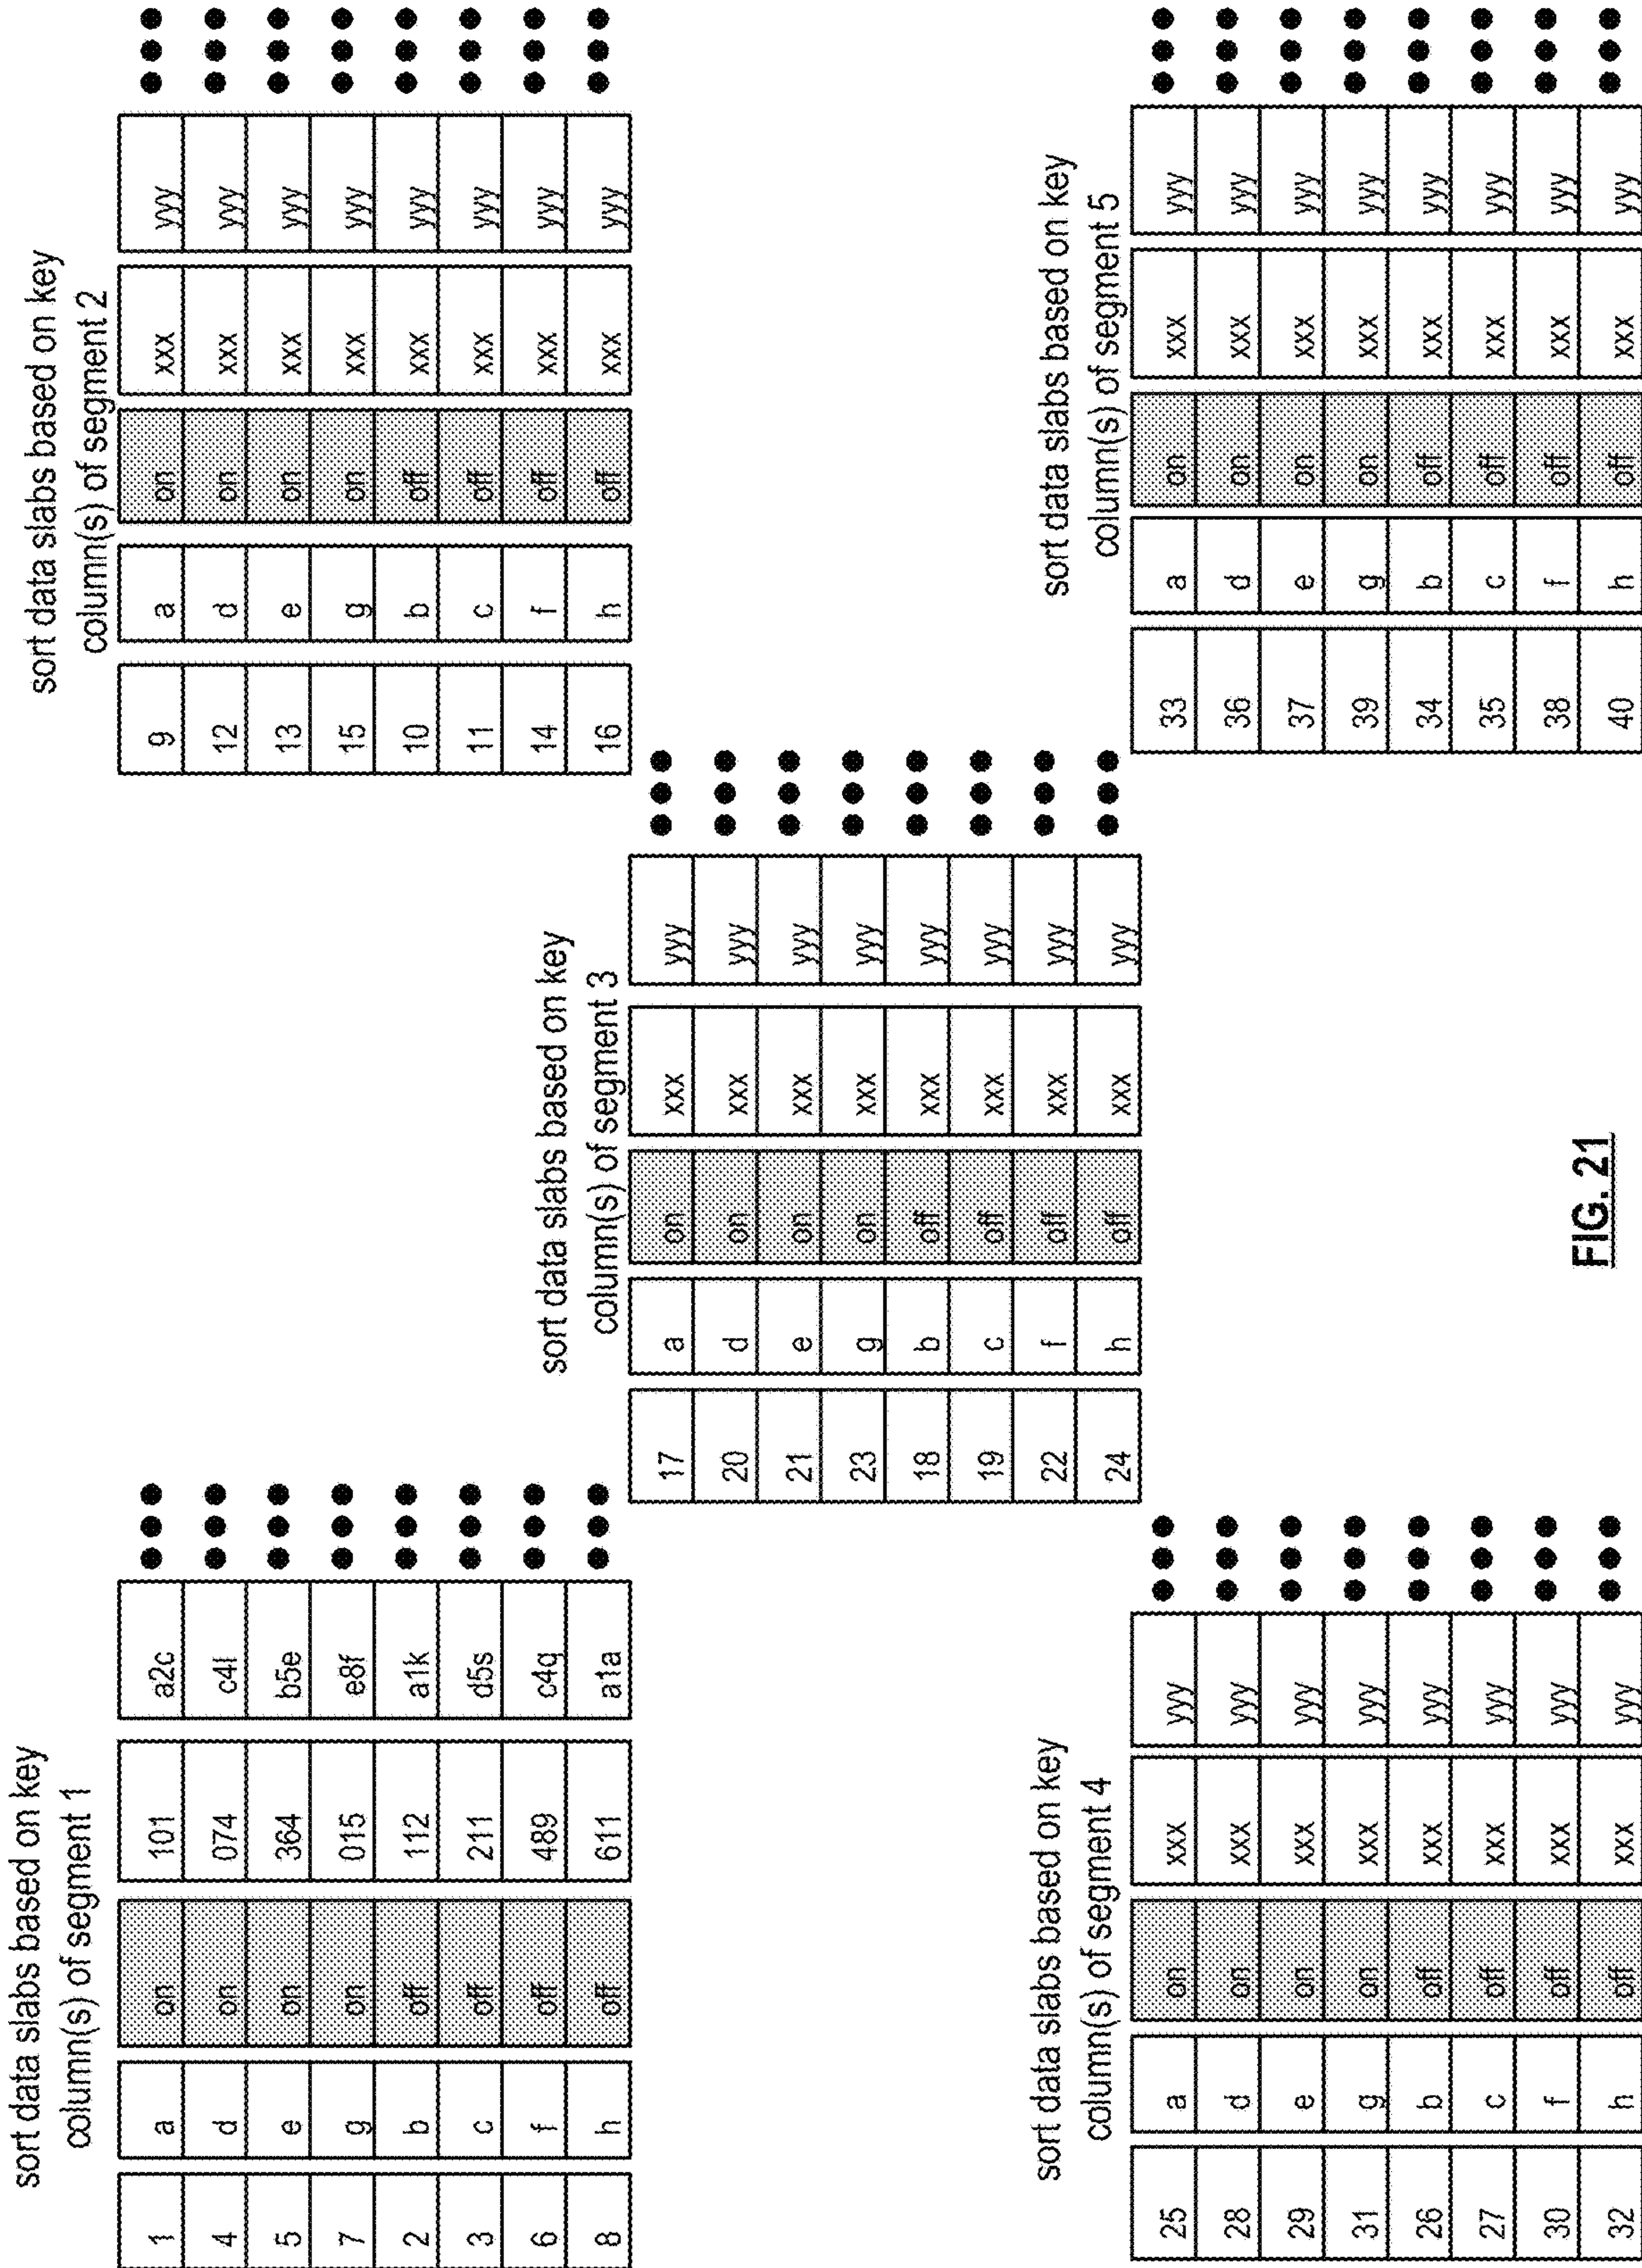 sort data slabs based on key
column(s) of segment 1
1 a on 101 a2c
4 d on 074 c4l
5 e on 364 b5e
7 g on 015 e8f
2 b off 112 a1k
3 c off 211 d5s
6 f off 489 c4q
8 h off 611 a1a
sort data slabs based on key
column(s) of segment 2
9 a on xxx yyy
12 d on xxx yyy
13 e on xxx yyy
15 g on xxx yyy
10 b off xxx yyy
11 c off xxx yyy
14 f off xxx yyy
16 h off xxx yyy
sort data slabs based on key
column(s) of segment 3
17 a on xxx yyy
20 d on xxx yyy
21 e on xxx yyy
23 g on xxx yyy
18 b off xxx yyy
19 c off xxx yyy
22 f off xxx yyy
24 h off xxx yyy
sort data slabs based on key
column(s) of segment 4
25 a on xxx yyy
28 d on xxx yyy
29 e on xxx yyy
31 g on xxx yyy
26 b off xxx yyy
27 c off xxx yyy
30 f off xxx yyy
32 h off xxx yyy
sort data slabs based on key
column(s) of segment 5
33 a on xxx yyy
36 d on xxx yyy
37 e on xxx yyy
39 g on xxx yyy
34 b off xxx yyy
35 c off xxx yyy
38 f off xxx yyy
40 h off xxx yyy
FIG. 21